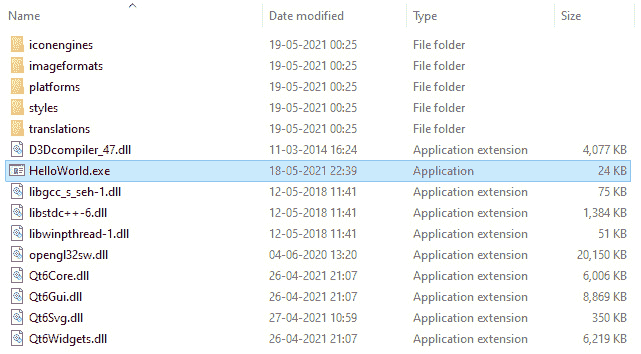 Name Date modified Type Size
iconengines 19-05-2021 00:25 File folder
imageformats 19-05-2021 00:25 File folder
platforms 19-05-2021 00:25 File folder
styles 19-05-2021 00:25 File folder
translations 19-05-2021 00:25 File folder
D3Dcompiler_47.dll 11-03-2014 16:24 Application extension 4,077 KB
HelloWorld.exe 18-05-2021 22:39 Application 24 KB
libgcc_s_seh-1.dll 12-05-2018 11:41 Application extension 75 KB
libstdc++-6.dll 12-05-2018 11:41 Application extension 1,384 KB
libwinpthread-1.dll 12-05-2018 11:41 Application extension 51 KB
opengl32sw.dll 04-06-2020 13:20 Application extension 20,150 KB
Qt6Core.dll 26-04-2021 21:07 Application extension 6,006 KB
Qt6Gui.dll 26-04-2021 21:07 Application extension 8,869 KB
Qt6Svg.dll 27-04-2021 10:59 Application extension 350 KB
Qt6Widgets.dll 26-04-2021 21:07 Application extension 6,219 KB